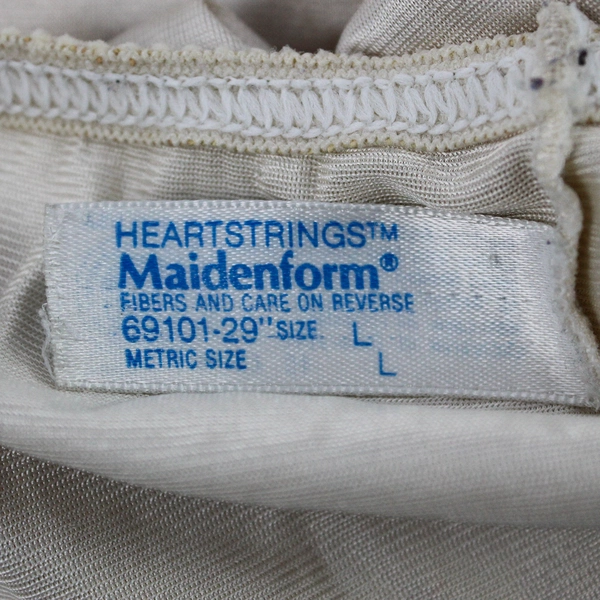 HEARTSTRINGS™
Maidenform®
FIBERS AND CARE ON REVERSE
69101-29" SIZE L
METRIC SIZE L